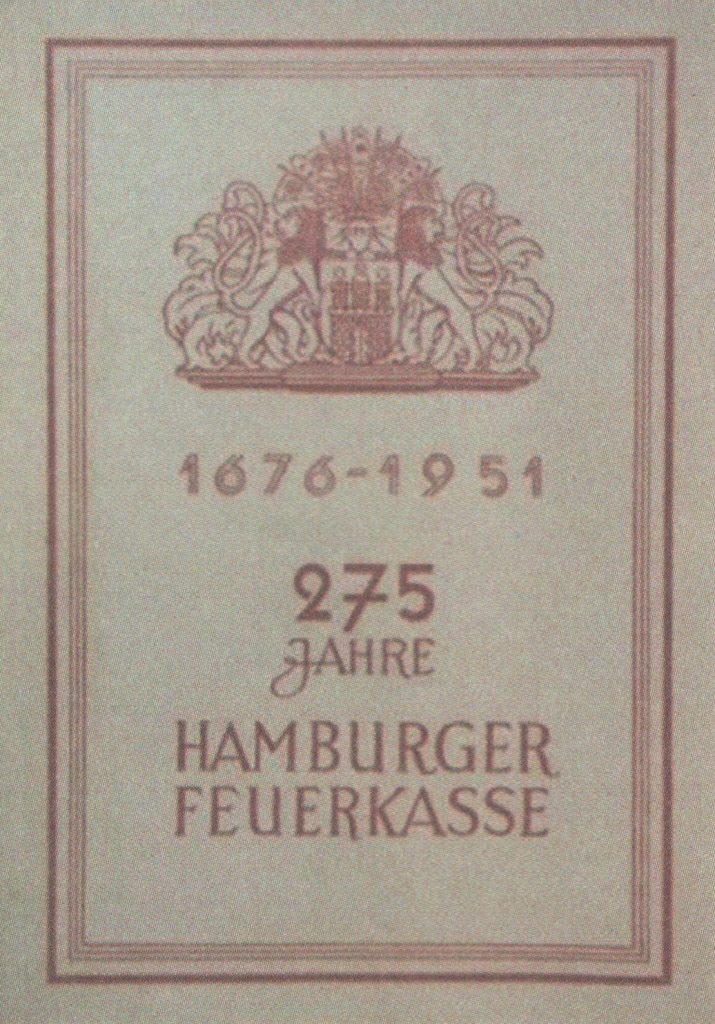 1676-1951
275
JAHRE
HAMBURGER
FEUERKASSE